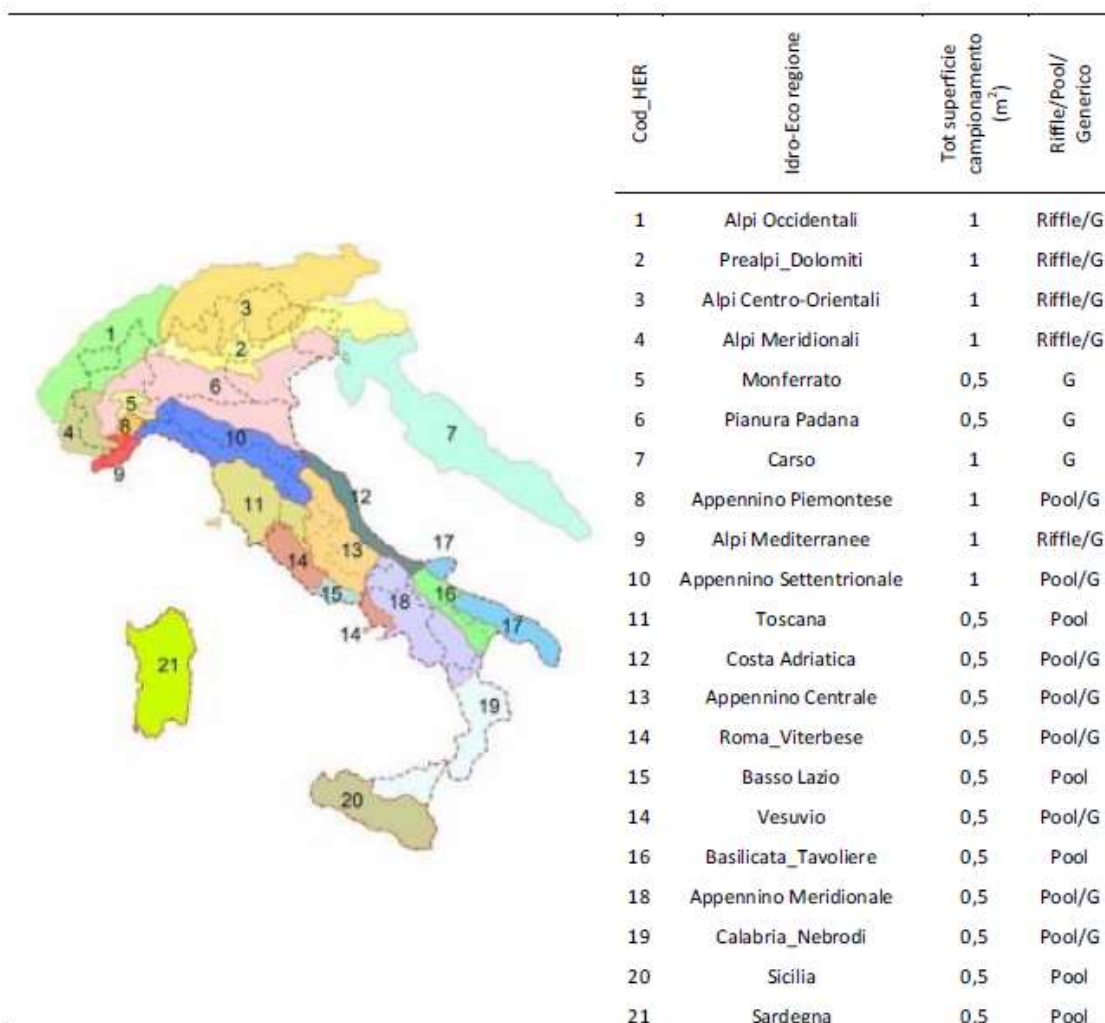 Cod_HER
Idro-Eco regione
Tot superficie
campionamento
(m²)
Riffle/Pool/
Generico
1 Alpi Occidentali 1 Riffle/G
2 Prealpi_Dolomiti 1 Riffle/G
3 Alpi Centro-Orientali 1 Riffle/G
4 Alpi Meridionali 1 Riffle/G
5 Monferrato 0,5 G
6 Pianura Padana 0,5 G
7 Carso 1 G
8 Appennino Piemontese 1 Pool/G
9 Alpi Mediterranee 1 Riffle/G
10 Appennino Settentrionale 1 Pool/G
11 Toscana 0,5 Pool
12 Costa Adriatica 0,5 Pool/G
13 Appennino Centrale 0,5 Pool/G
14 Roma_Viterbese 0,5 Pool/G
15 Basso Lazio 0,5 Pool
14 Vesuvio 0,5 Pool/G
16 Basilicata_Tavoliere 0,5 Pool
18 Appennino Meridionale 0,5 Pool/G
19 Calabria_Nebrodi 0,5 Pool/G
20 Sicilia 0,5 Pool
21 Sardegna 0,5 Pool
3
1
2
6
5
8
4
7
10
9
12
11
17
13
14
16
15
18
17
14
21
19
20